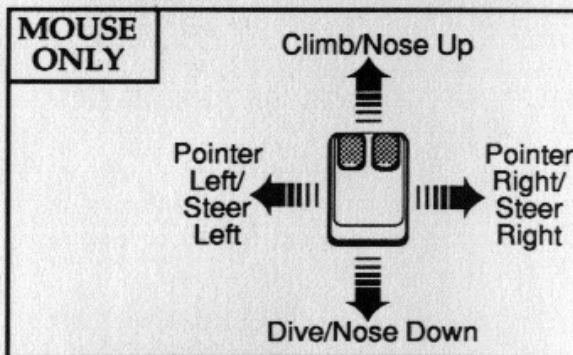 MOUSE
ONLY
Climb/Nose Up
Pointer
Left/
Steer
Left
Pointer
Right/
Steer
Right
Dive/Nose Down